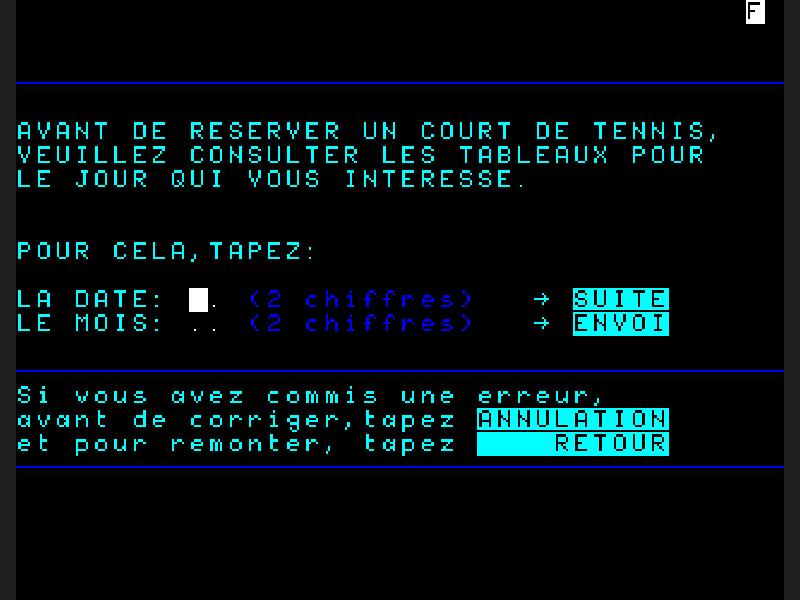 F
AVANT DE RESERVER UN COURT DE TENNIS,
VEUILLEZ CONSULTER LES TABLEAUX POUR
LE JOUR QUI VOUS INTERESSE.
POUR CELA,TAPEZ:
LA DATE: . (2 chiffres) → SUITE
LE MOIS: .. (2 chiffres) → ENVOI
Si vous avez commis une erreur,
avant de corriger,tapez ANNULATION
et pour remonter, tapez RETOUR